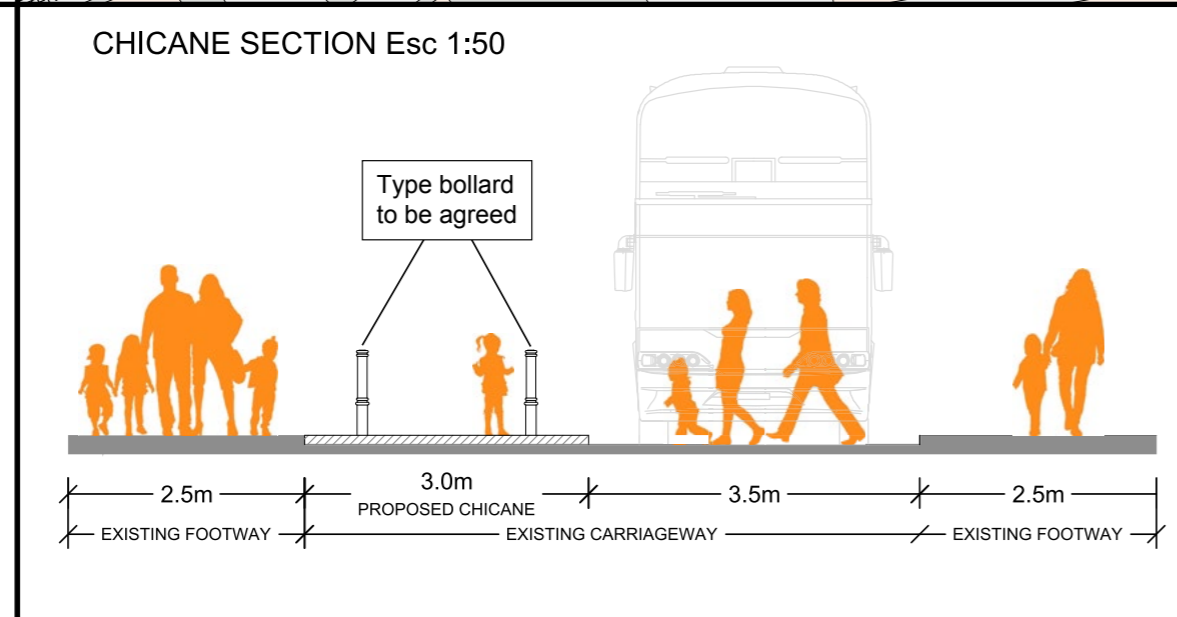 CHICANE SECTION Esc 1:50
Type bollard
to be agreed
2.5m
3.0m
3.5m
2.5m
PROPOSED CHICANE
EXISTING FOOTWAY
EXISTING CARRIAGEWAY
EXISTING FOOTWAY